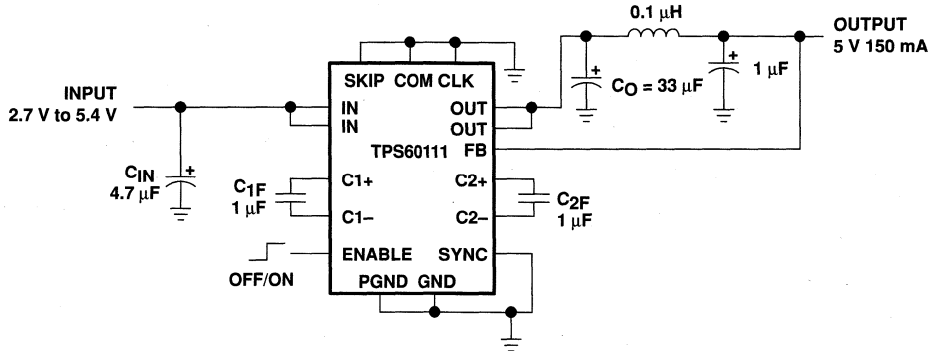 0.1 µH
OUTPUT
5 V 150 mA
SKIP COM CLK
+
CO = 33 µF
+
1 µF
INPUT
2.7 V to 5.4 V
IN
OUT
IN
OUT
TPS60111 FB
CIN
4.7 µF
+
C1F
1 µF
C1+
C2+
C1–
C2–
C2F
1 µF
ENABLE SYNC
OFF/ON
PGND GND